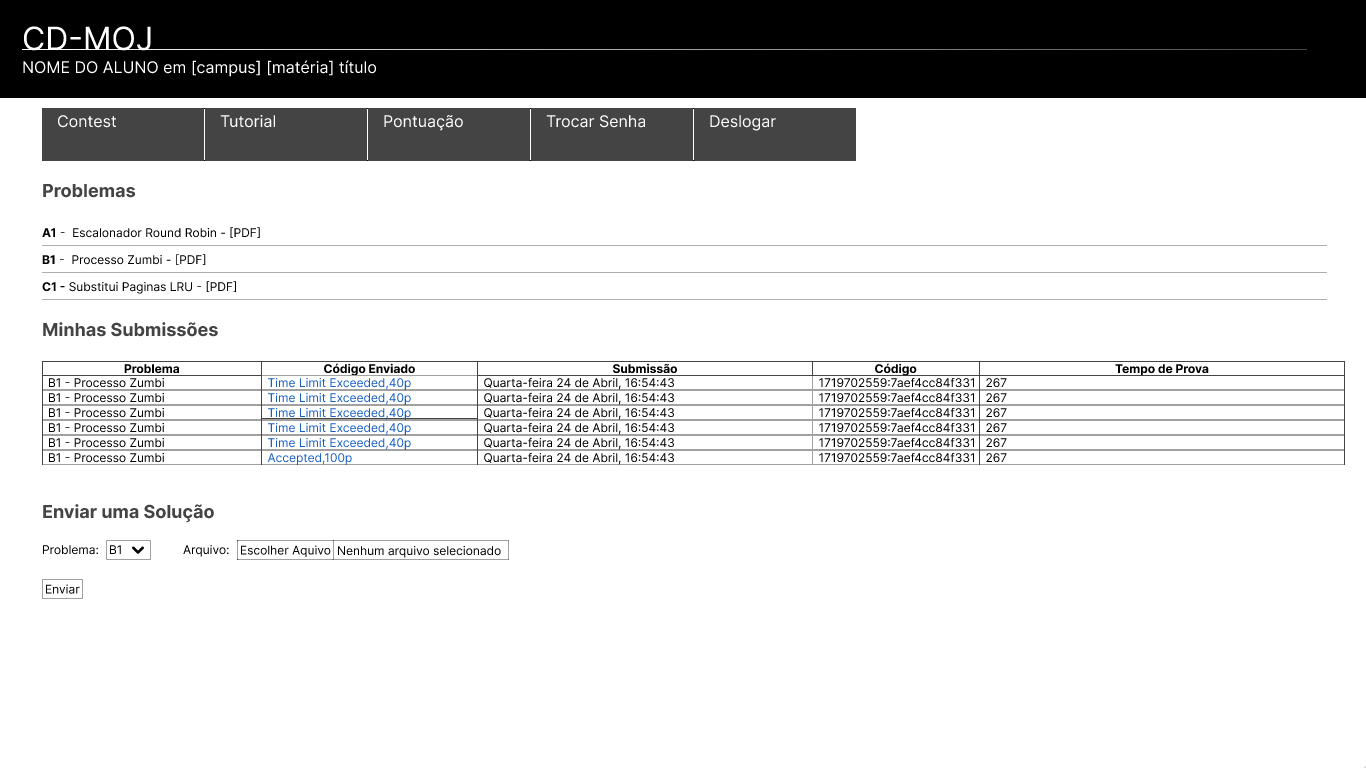 CD-MOJ
NOME DO ALUNO em [campus] [matéria] título
Contest Tutorial Pontuação Trocar Senha Deslogar
Problemas
A1 - Escalonador Round Robin - [PDF]
B1 - Processo Zumbi - [PDF]
C1 - Substitui Paginas LRU - [PDF]
Minhas Submissões
Problema Código Enviado Submissão Código Tempo de Prova
B1 - Processo Zumbi Time Limit Exceeded,40p Quarta-feira 24 de Abril, 16:54:43 1719702559:7aef4cc84f331 267
B1 - Processo Zumbi Time Limit Exceeded,40p Quarta-feira 24 de Abril, 16:54:43 1719702559:7aef4cc84f331 267
B1 - Processo Zumbi Time Limit Exceeded,40p Quarta-feira 24 de Abril, 16:54:43 1719702559:7aef4cc84f331 267
B1 - Processo Zumbi Time Limit Exceeded,40p Quarta-feira 24 de Abril, 16:54:43 1719702559:7aef4cc84f331 267
B1 - Processo Zumbi Time Limit Exceeded,40p Quarta-feira 24 de Abril, 16:54:43 1719702559:7aef4cc84f331 267
B1 - Processo Zumbi Accepted,100p Quarta-feira 24 de Abril, 16:54:43 1719702559:7aef4cc84f331 267
Enviar uma Solução
Problema: B1 Arquivo: Escolher Aquivo Nenhum arquivo selecionado
Enviar